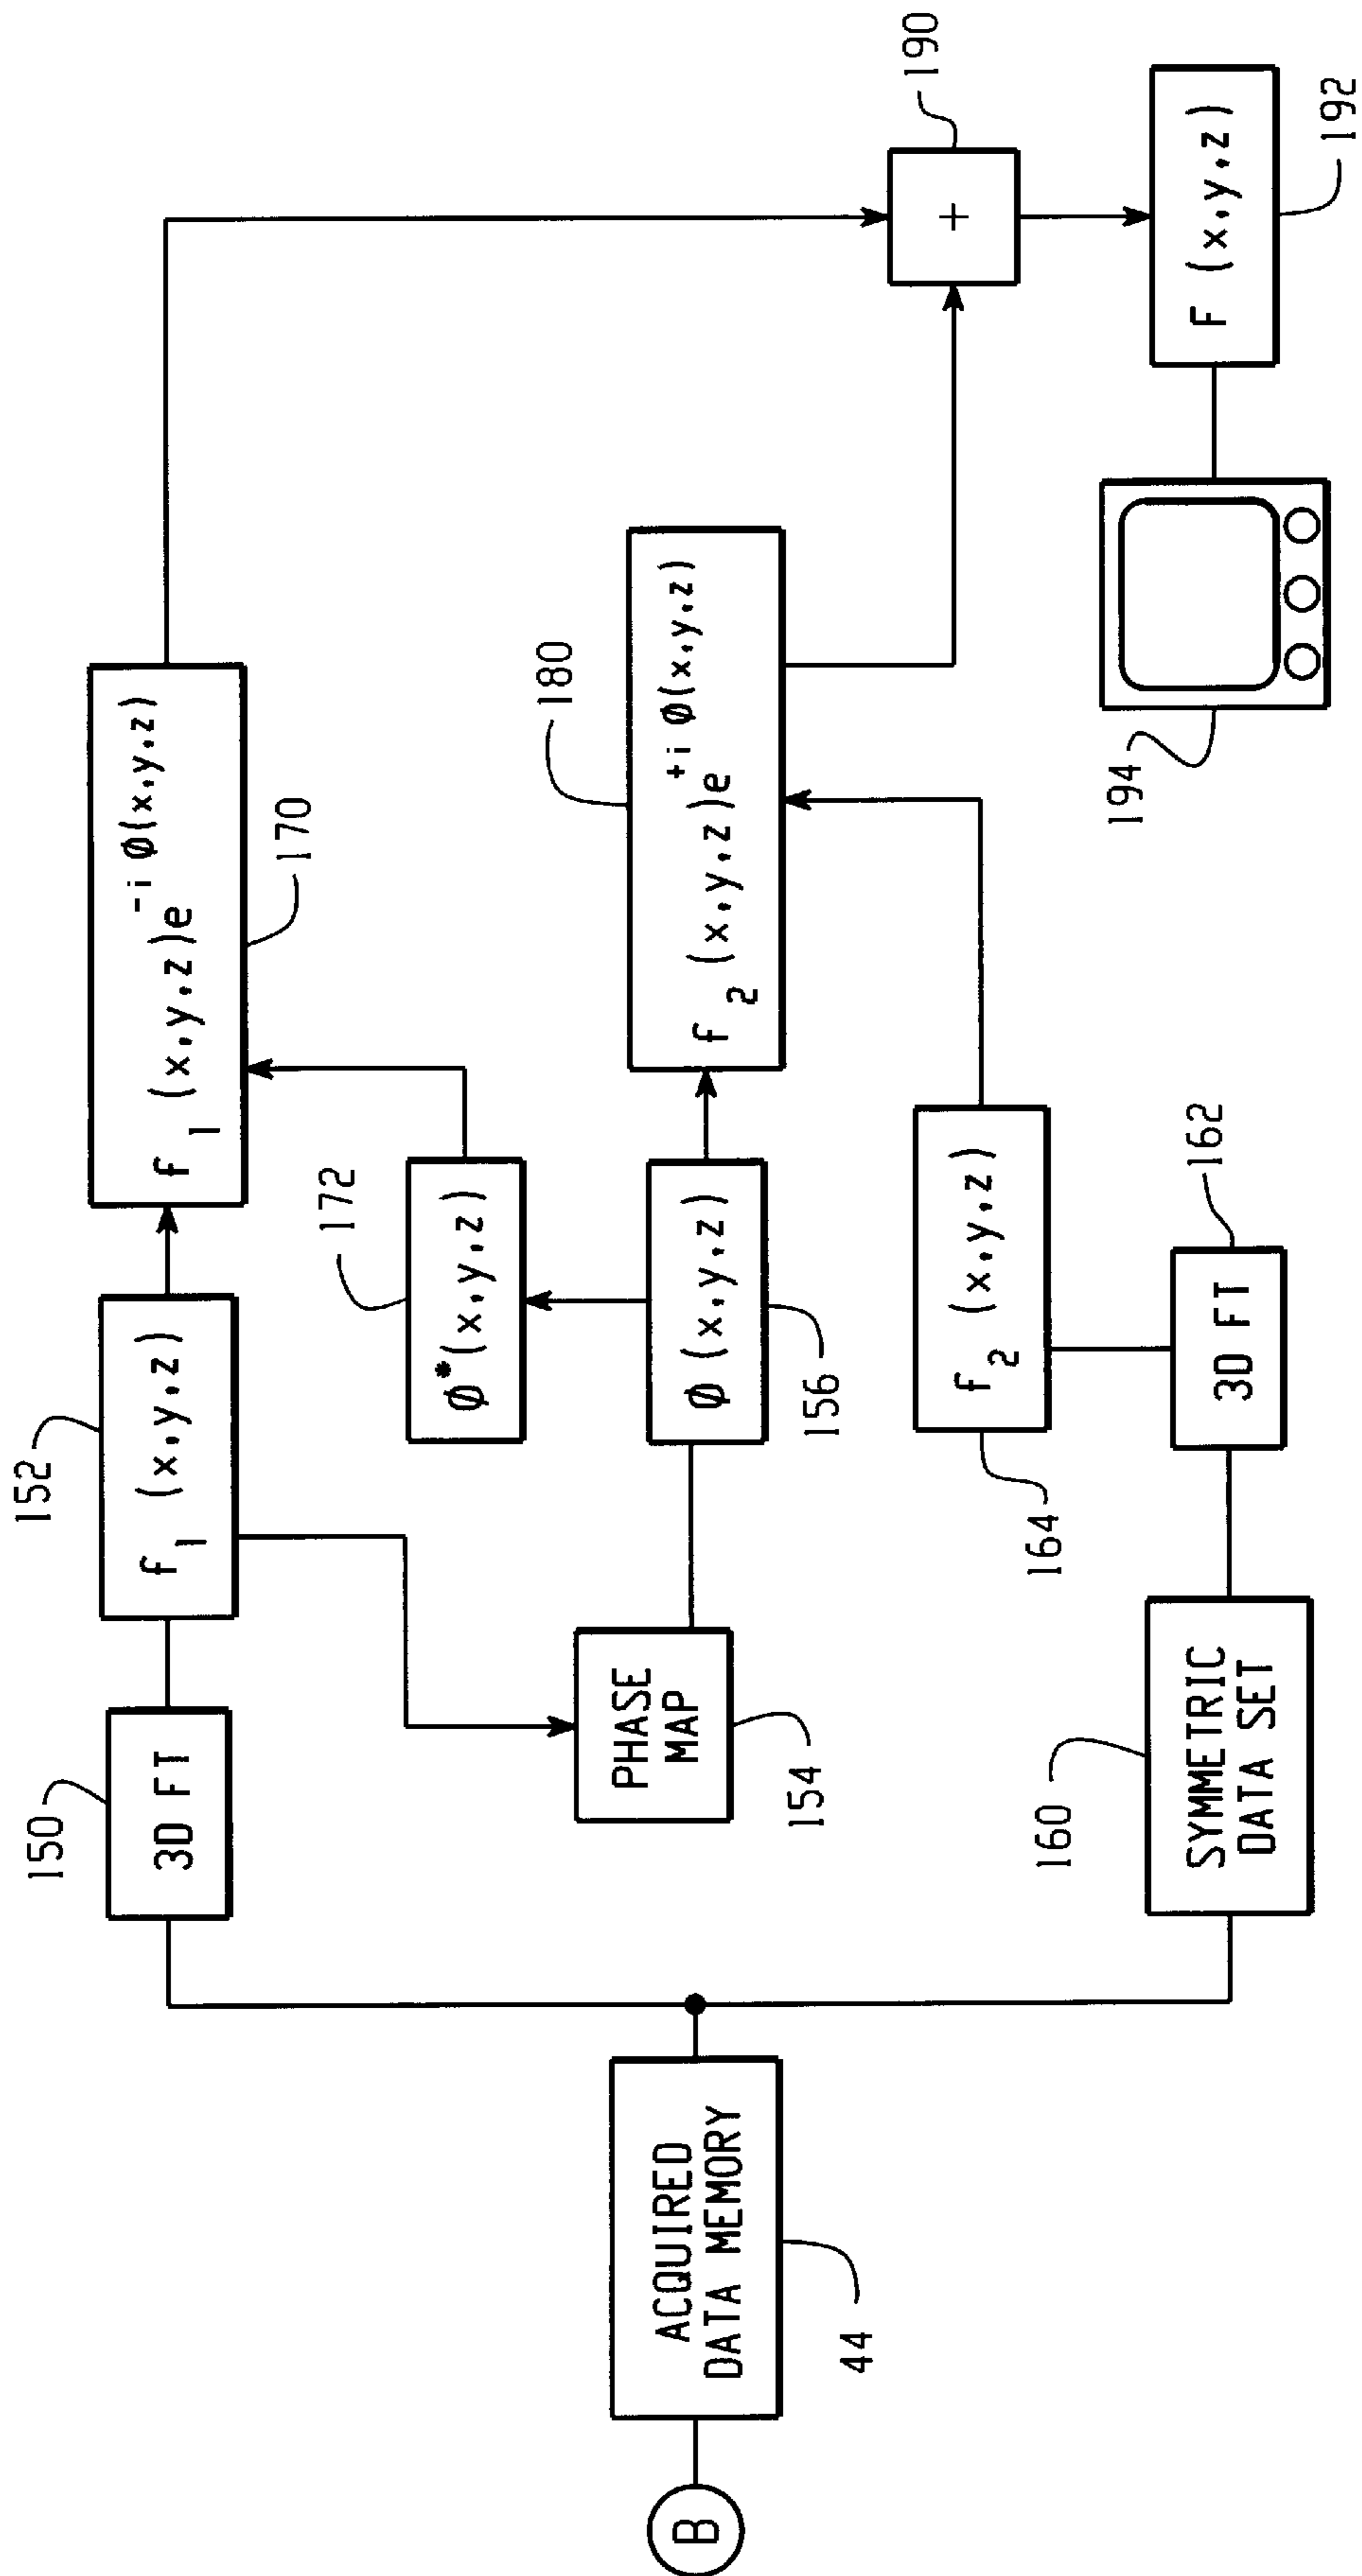 B
ACQUIRED
DATA MEMORY
44
150
3D FT
152
f1 (x,y,z)
f1 (x,y,z)e^-i Ø(x,y,z)
170
172
Ø*(x,y,z)
PHASE
MAP
154
Ø (x,y,z)
156
180
f2 (x,y,z)e^+i Ø(x,y,z)
160
SYMMETRIC
DATA SET
3D FT
162
164
f2 (x,y,z)
+
190
F (x,y,z)
192
194